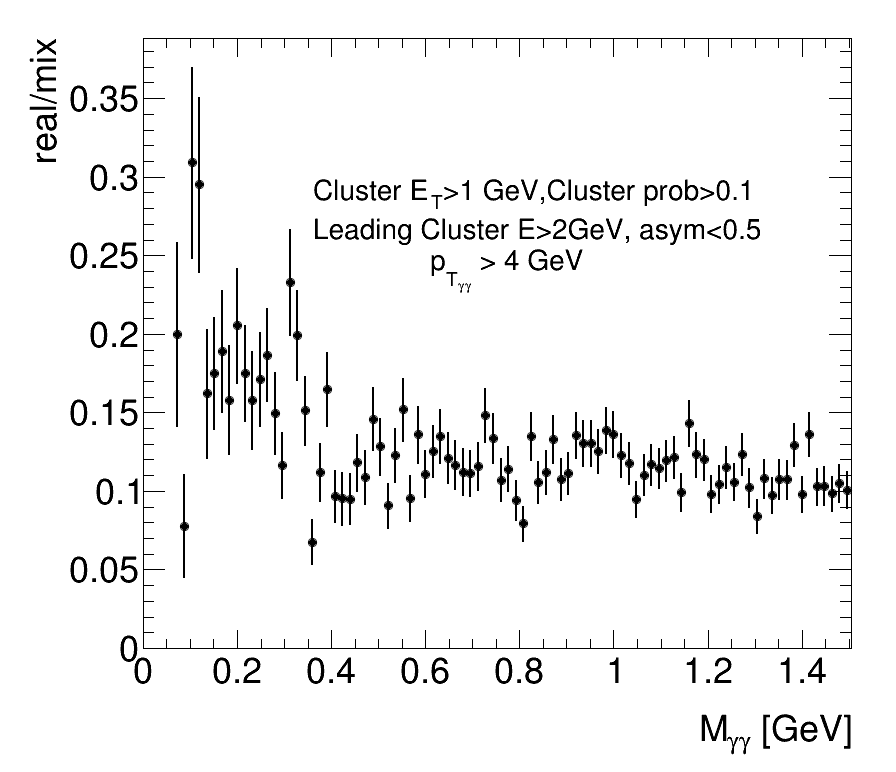 real/mix
0.35
0.3
0.25
0.2
0.15
0.1
0.05
0
Cluster E_T>1 GeV,Cluster prob>0.1
Leading Cluster E>2GeV, asym<0.5
p_Tγγ > 4 GeV
0 0.2 0.4 0.6 0.8 1 1.2 1.4
M_γγ [GeV]